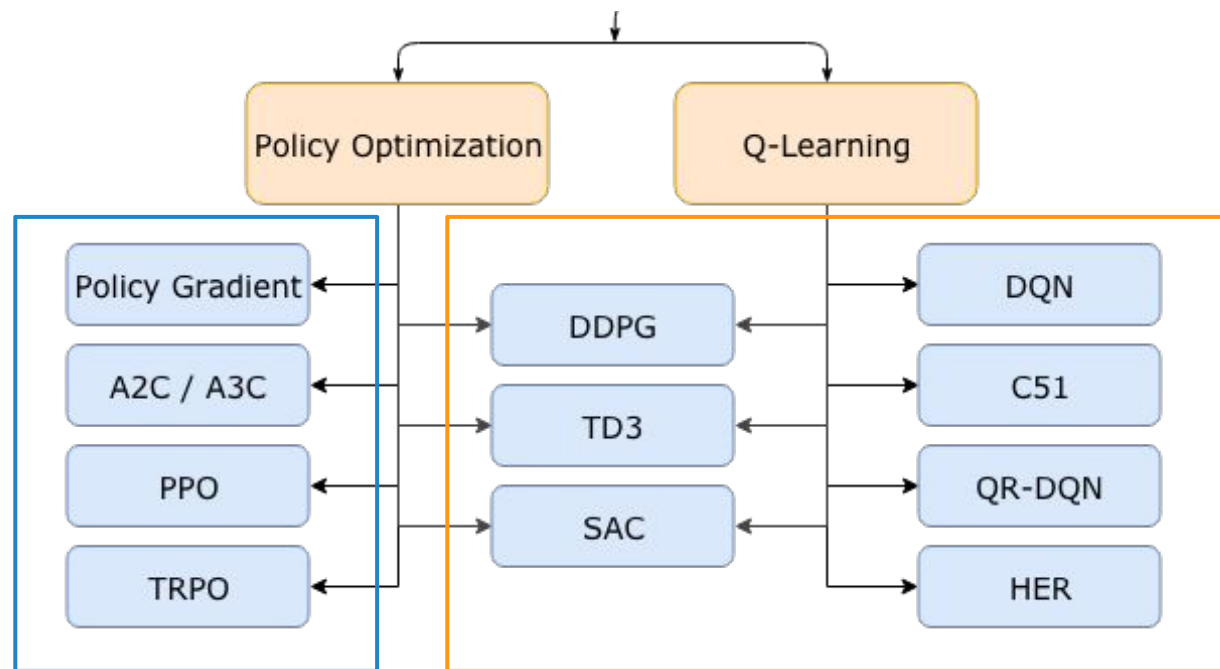 Policy Optimization
Q-Learning
Policy Gradient
A2C / A3C
PPO
TRPO
DDPG
TD3
SAC
DQN
C51
QR-DQN
HER